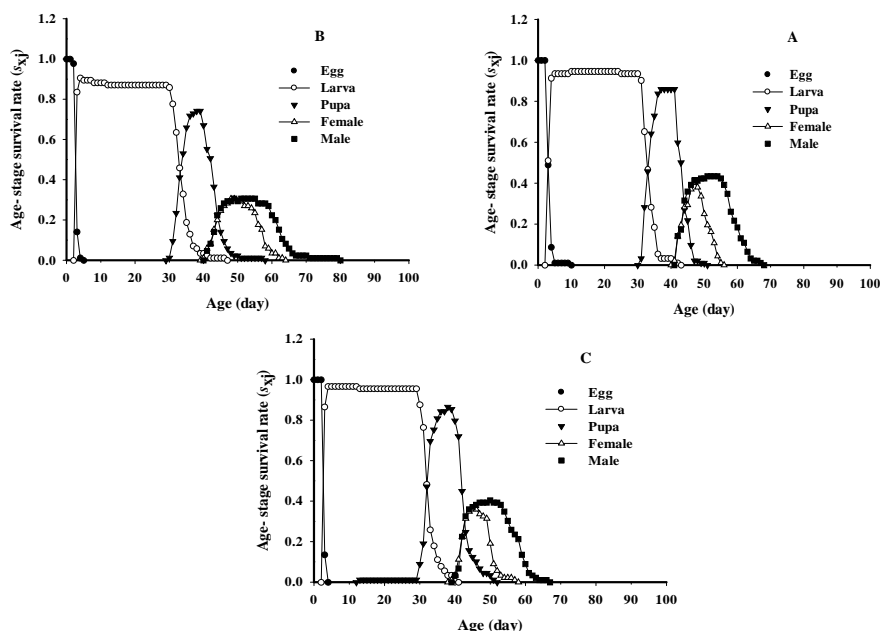 B
Age- stage survival rate (sxj)
1.2
1.0
0.8
0.6
0.4
0.2
0.0
Egg
Larva
Pupa
Female
Male
0 10 20 30 40 50 60 70 80 90 100
Age (day)
A
Age- stage survival rate (sxj)
1.2
1.0
0.8
0.6
0.4
0.2
0.0
Egg
Larva
Pupa
Female
Male
0 10 20 30 40 50 60 70 80 90 100
Age (day)
C
Age- stage survival rate (sxj)
1.2
1.0
0.8
0.6
0.4
0.2
0.0
Egg
Larva
Pupa
Female
Male
0 10 20 30 40 50 60 70 80 90 100
Age (day)